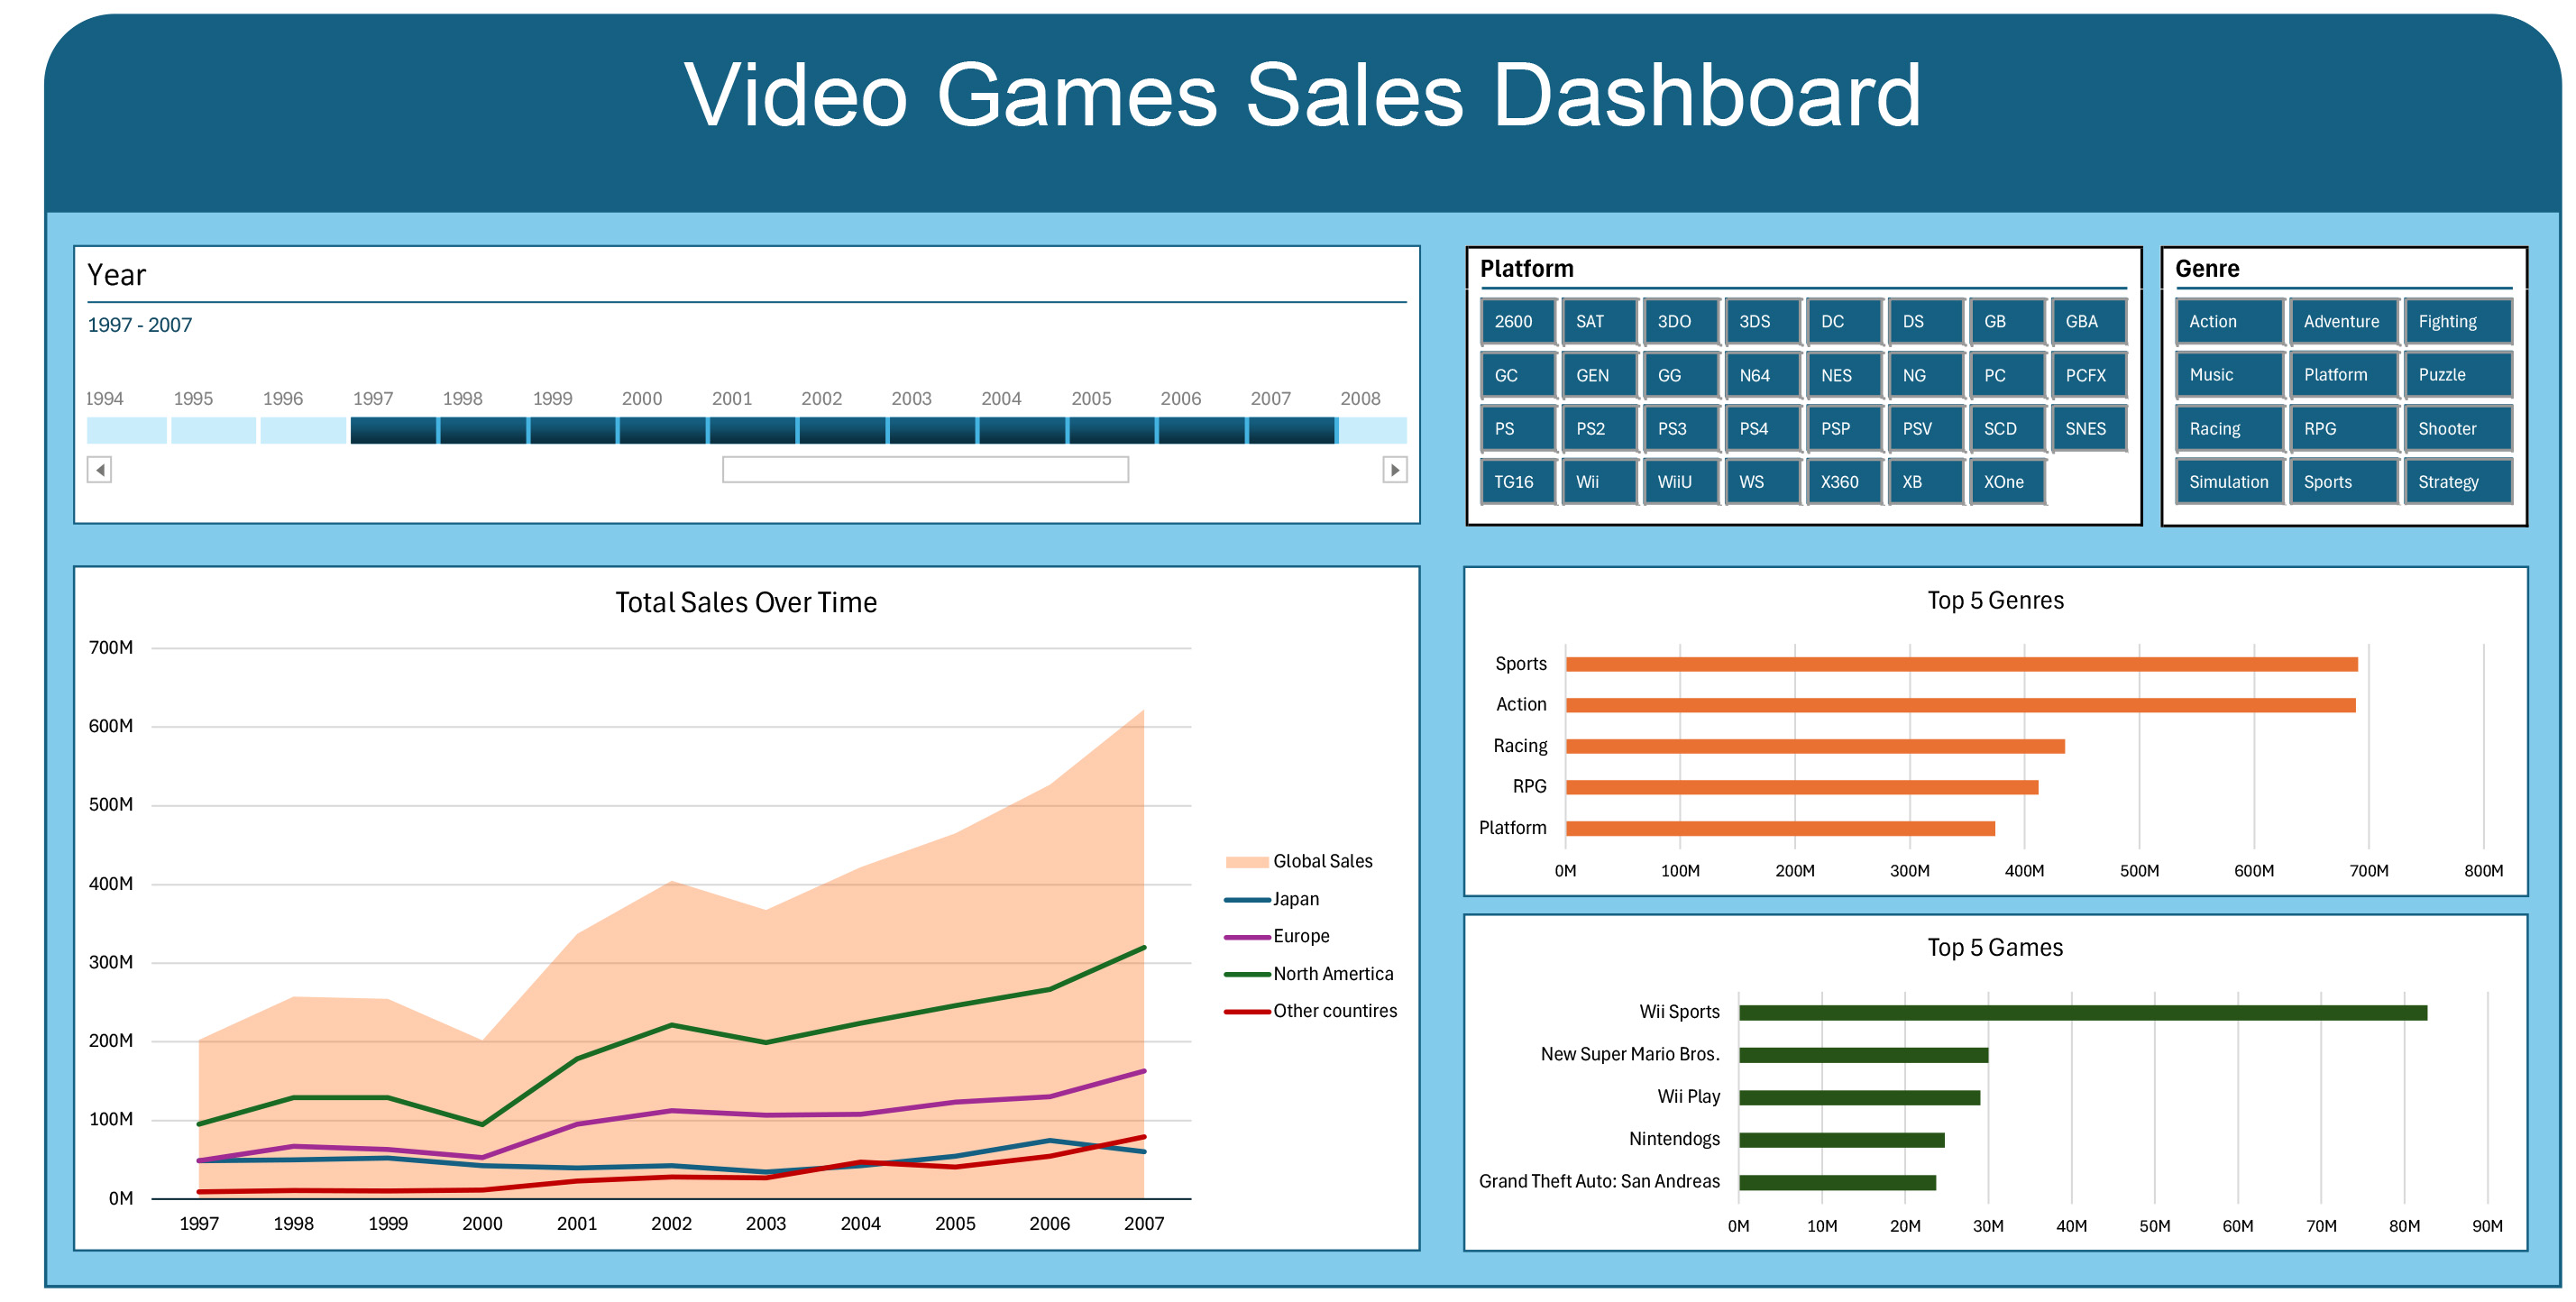 Video Games Sales Dashboard
Year
1997 - 2007
1994 1995 1996 1997 1998 1999 2000 2001 2002 2003 2004 2005 2006 2007 2008
Platform
2600 SAT 3DO 3DS DC DS GB GBA
GC GEN GG N64 NES NG PC PCFX
PS PS2 PS3 PS4 PSP PSV SCD SNES
TG16 Wii WiiU WS X360 XB XOne
Genre
Action Adventure Fighting
Music Platform Puzzle
Racing RPG Shooter
Simulation Sports Strategy
Total Sales Over Time
700M
600M
500M
400M
300M
200M
100M
0M
1997 1998 1999 2000 2001 2002 2003 2004 2005 2006 2007
Global Sales
Japan
Europe
North Amertica
Other countires
Top 5 Genres
Sports
Action
Racing
RPG
Platform
0M 100M 200M 300M 400M 500M 600M 700M 800M
Top 5 Games
Wii Sports
New Super Mario Bros.
Wii Play
Nintendogs
Grand Theft Auto: San Andreas
0M 10M 20M 30M 40M 50M 60M 70M 80M 90M